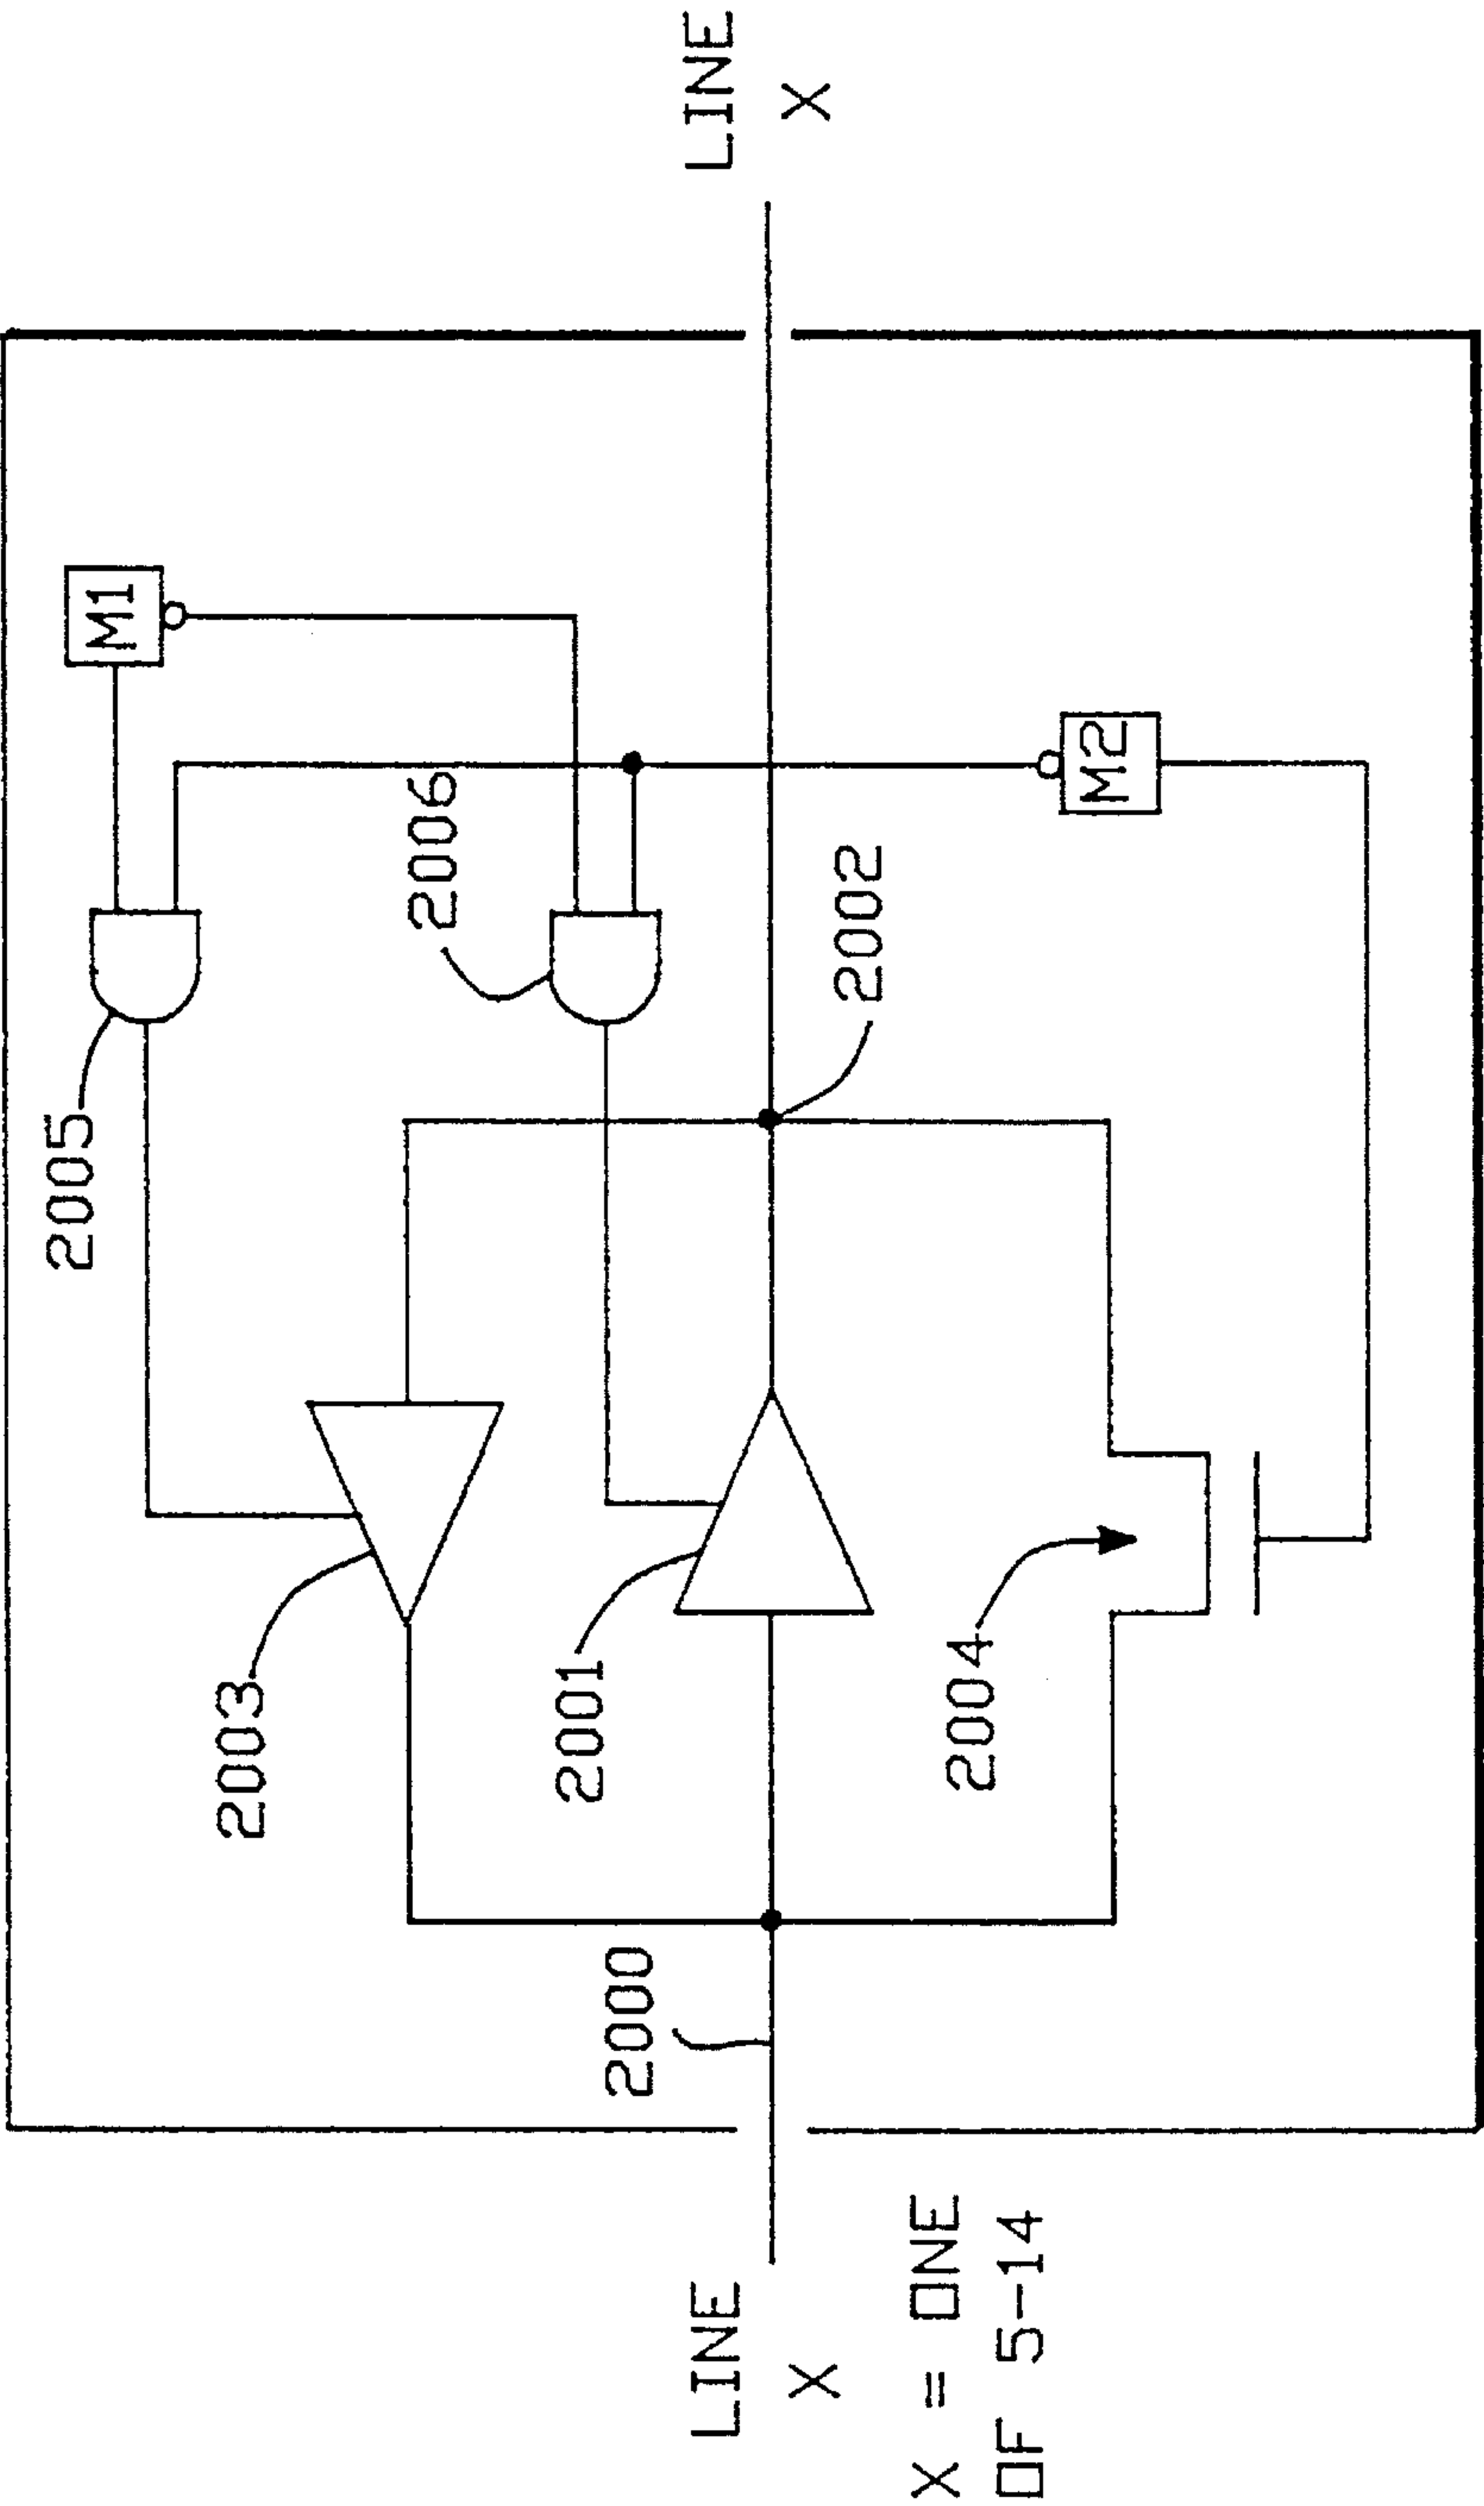 2005
M1
2003
2006
2001
LINE
X
2000
2002
LINE
X
2004
M2
X = ONE
OF 5-14